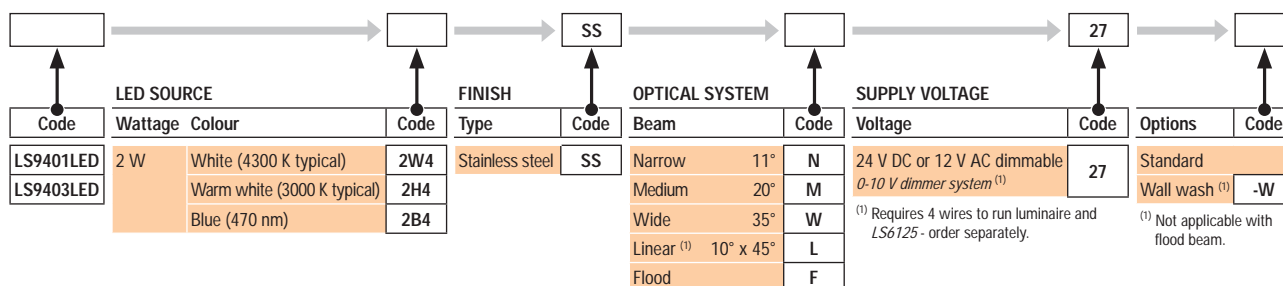 SS 27
LED SOURCE FINISH OPTICAL SYSTEM SUPPLY VOLTAGE
Code Wattage Colour Code Type Code Beam Code Voltage Code Options Code
LS9401LED 2 W White (4300 K typical) 2W4 Stainless steel SS Narrow 11° N 24 V DC or 12 V AC dimmable 27 Standard
0-10 V dimmer system (1)
LS9403LED Warm white (3000 K typical) 2H4 Medium 20° M Wall wash (1) -W
Blue (470 nm) 2B4 Wide 35° W (1) Requires 4 wires to run luminaire and (1) Not applicable with
LS6125 - order separately. flood beam.
Linear (1) 10° x 45° L
Flood F